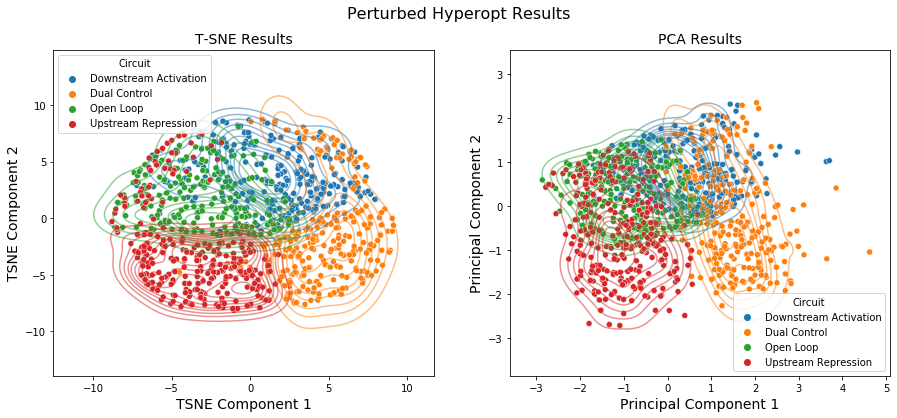 Perturbed Hyperopt Results
T-SNE Results
Circuit
Downstream Activation
Dual Control
Open Loop
Upstream Repression
10
5
0
−5
−10
TSNE Component 2
−10 −5 0 5 10
TSNE Component 1
PCA Results
3
2
1
0
−1
−2
−3
Principal Component 2
Circuit
Downstream Activation
Dual Control
Open Loop
Upstream Repression
−3 −2 −1 0 1 2 3 4 5
Principal Component 1